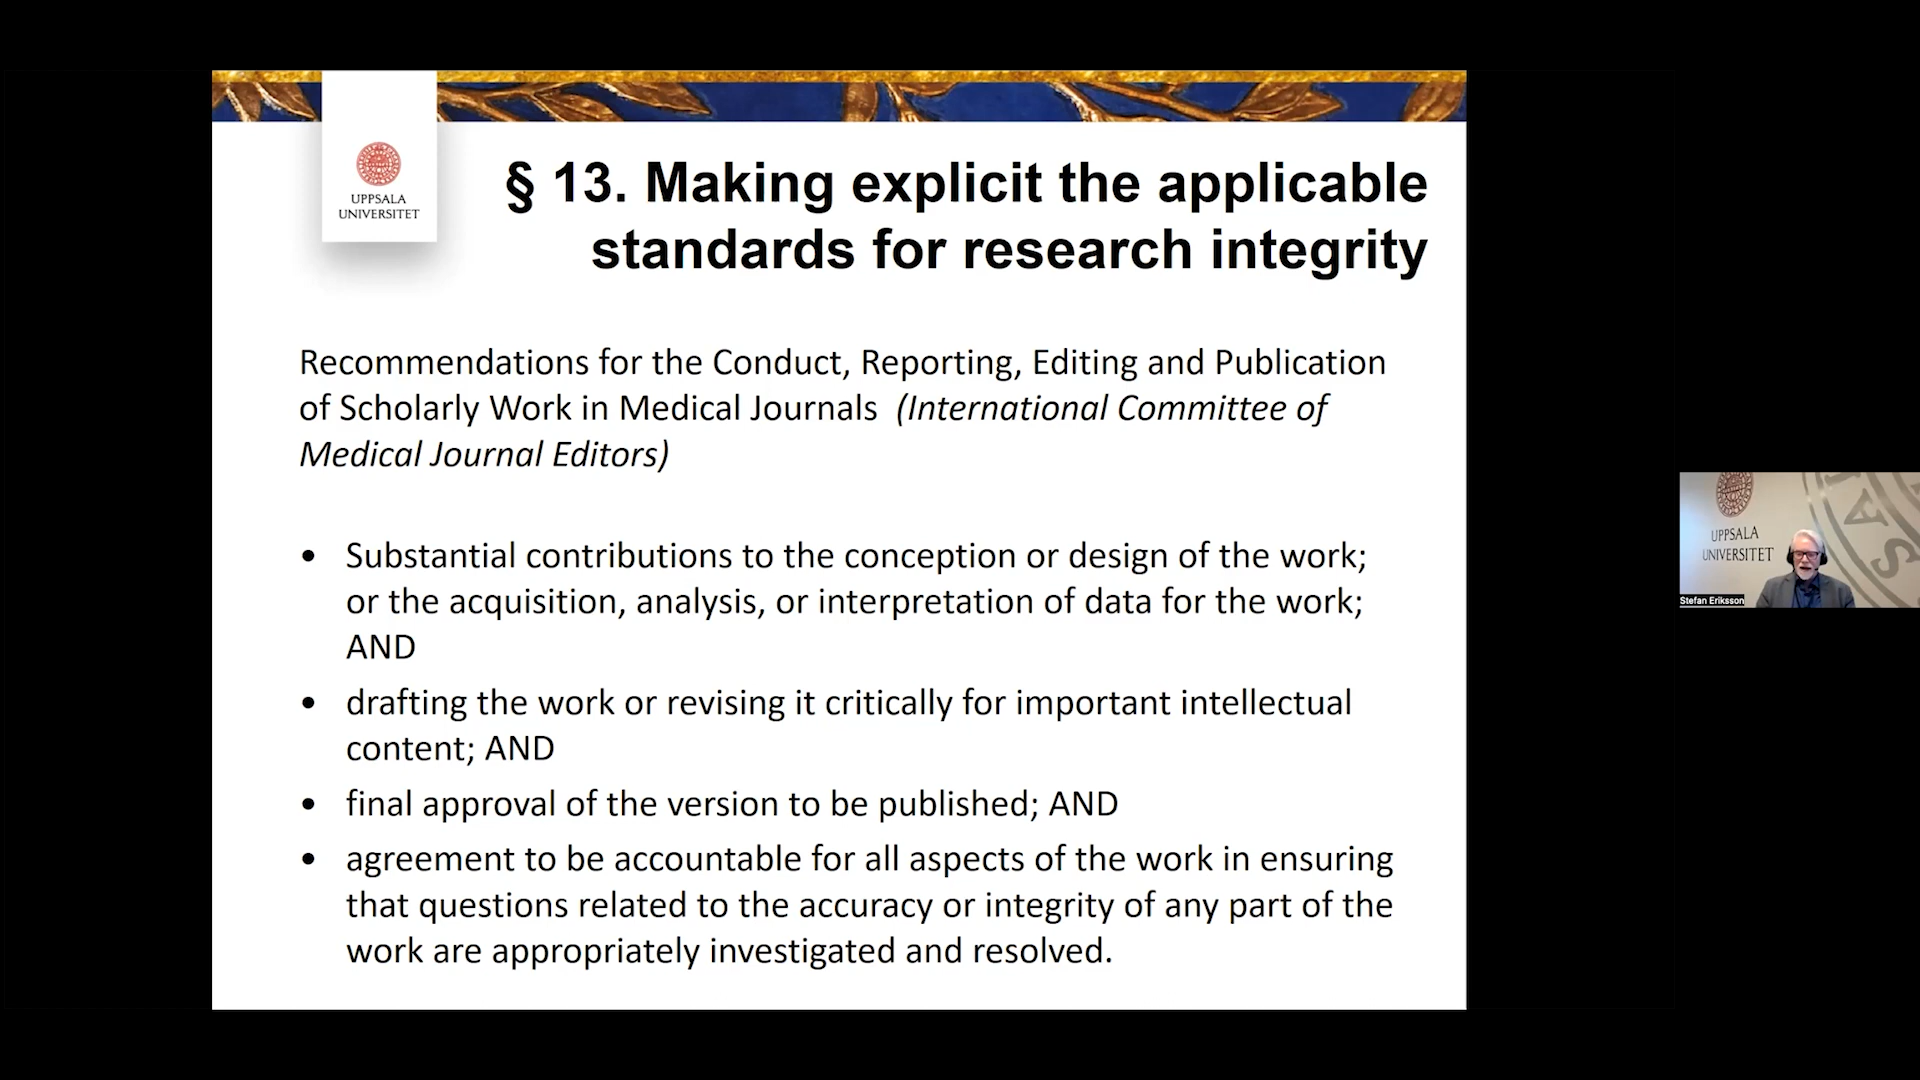 UPPSALA
UNIVERSITET
§ 13. Making explicit the applicable
standards for research integrity
Recommendations for the Conduct, Reporting, Editing and Publication
of Scholarly Work in Medical Journals (International Committee of
Medical Journal Editors)
• Substantial contributions to the conception or design of the work;
or the acquisition, analysis, or interpretation of data for the work;
AND
• drafting the work or revising it critically for important intellectual
content; AND
• final approval of the version to be published; AND
• agreement to be accountable for all aspects of the work in ensuring
that questions related to the accuracy or integrity of any part of the
work are appropriately investigated and resolved.
UPPSALA
UNIVERSITET
Stefan Eriksson